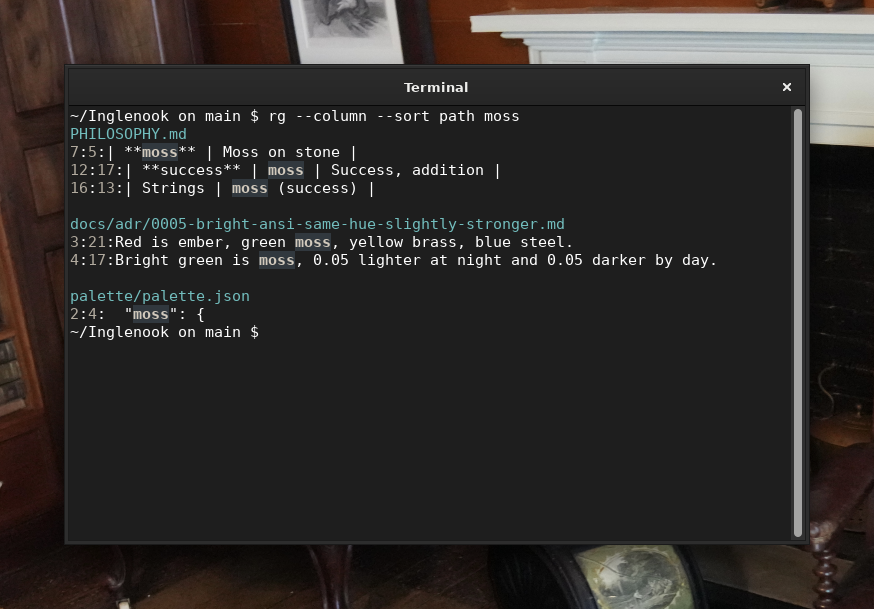 Terminal
~/Inglenook on main $ rg --column --sort path moss
PHILOSOPHY.md
7:5:| **moss** | Moss on stone |
12:17:| **success** | moss | Success, addition |
16:13:| Strings | moss (success) |

docs/adr/0005-bright-ansi-same-hue-slightly-stronger.md
3:21:Red is ember, green moss, yellow brass, blue steel.
4:17:Bright green is moss, 0.05 lighter at night and 0.05 darker by day.

palette/palette.json
2:4:  "moss": {
~/Inglenook on main $